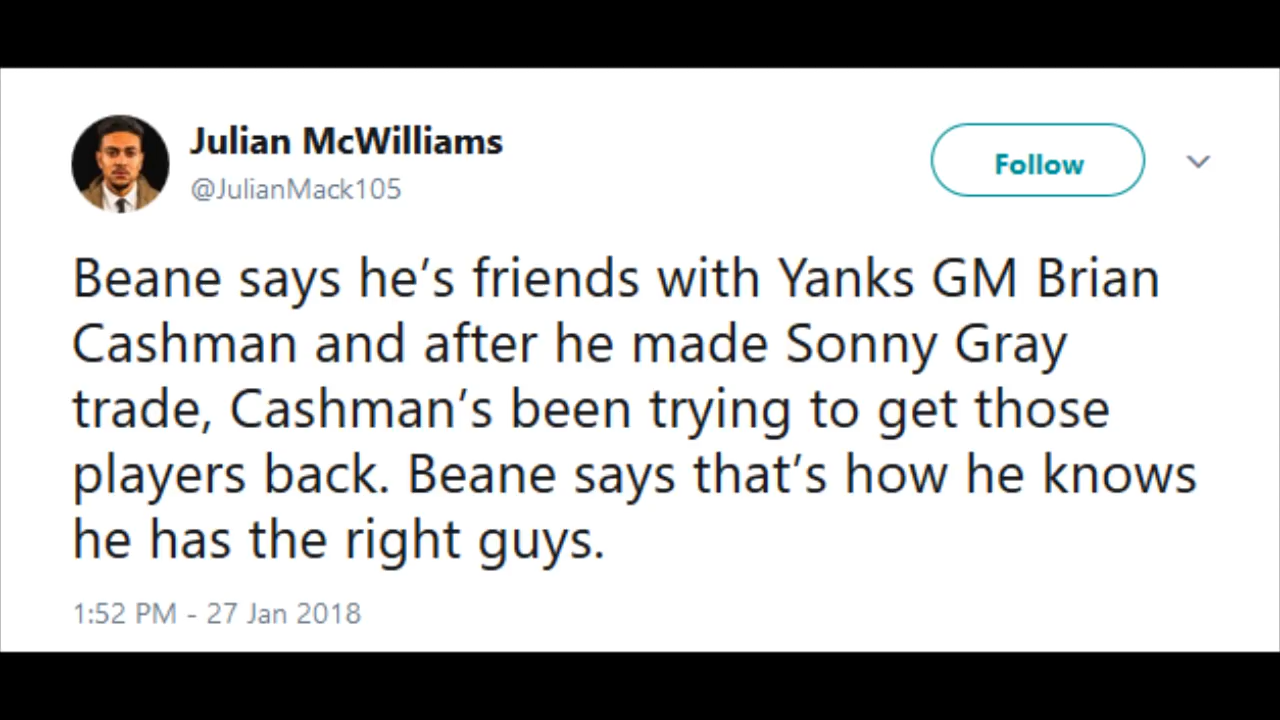 Julian McWilliams
@JulianMack105
Follow
Beane says he’s friends with Yanks GM Brian
Cashman and after he made Sonny Gray
trade, Cashman’s been trying to get those
players back. Beane says that’s how he knows
he has the right guys.
1:52 PM - 27 Jan 2018